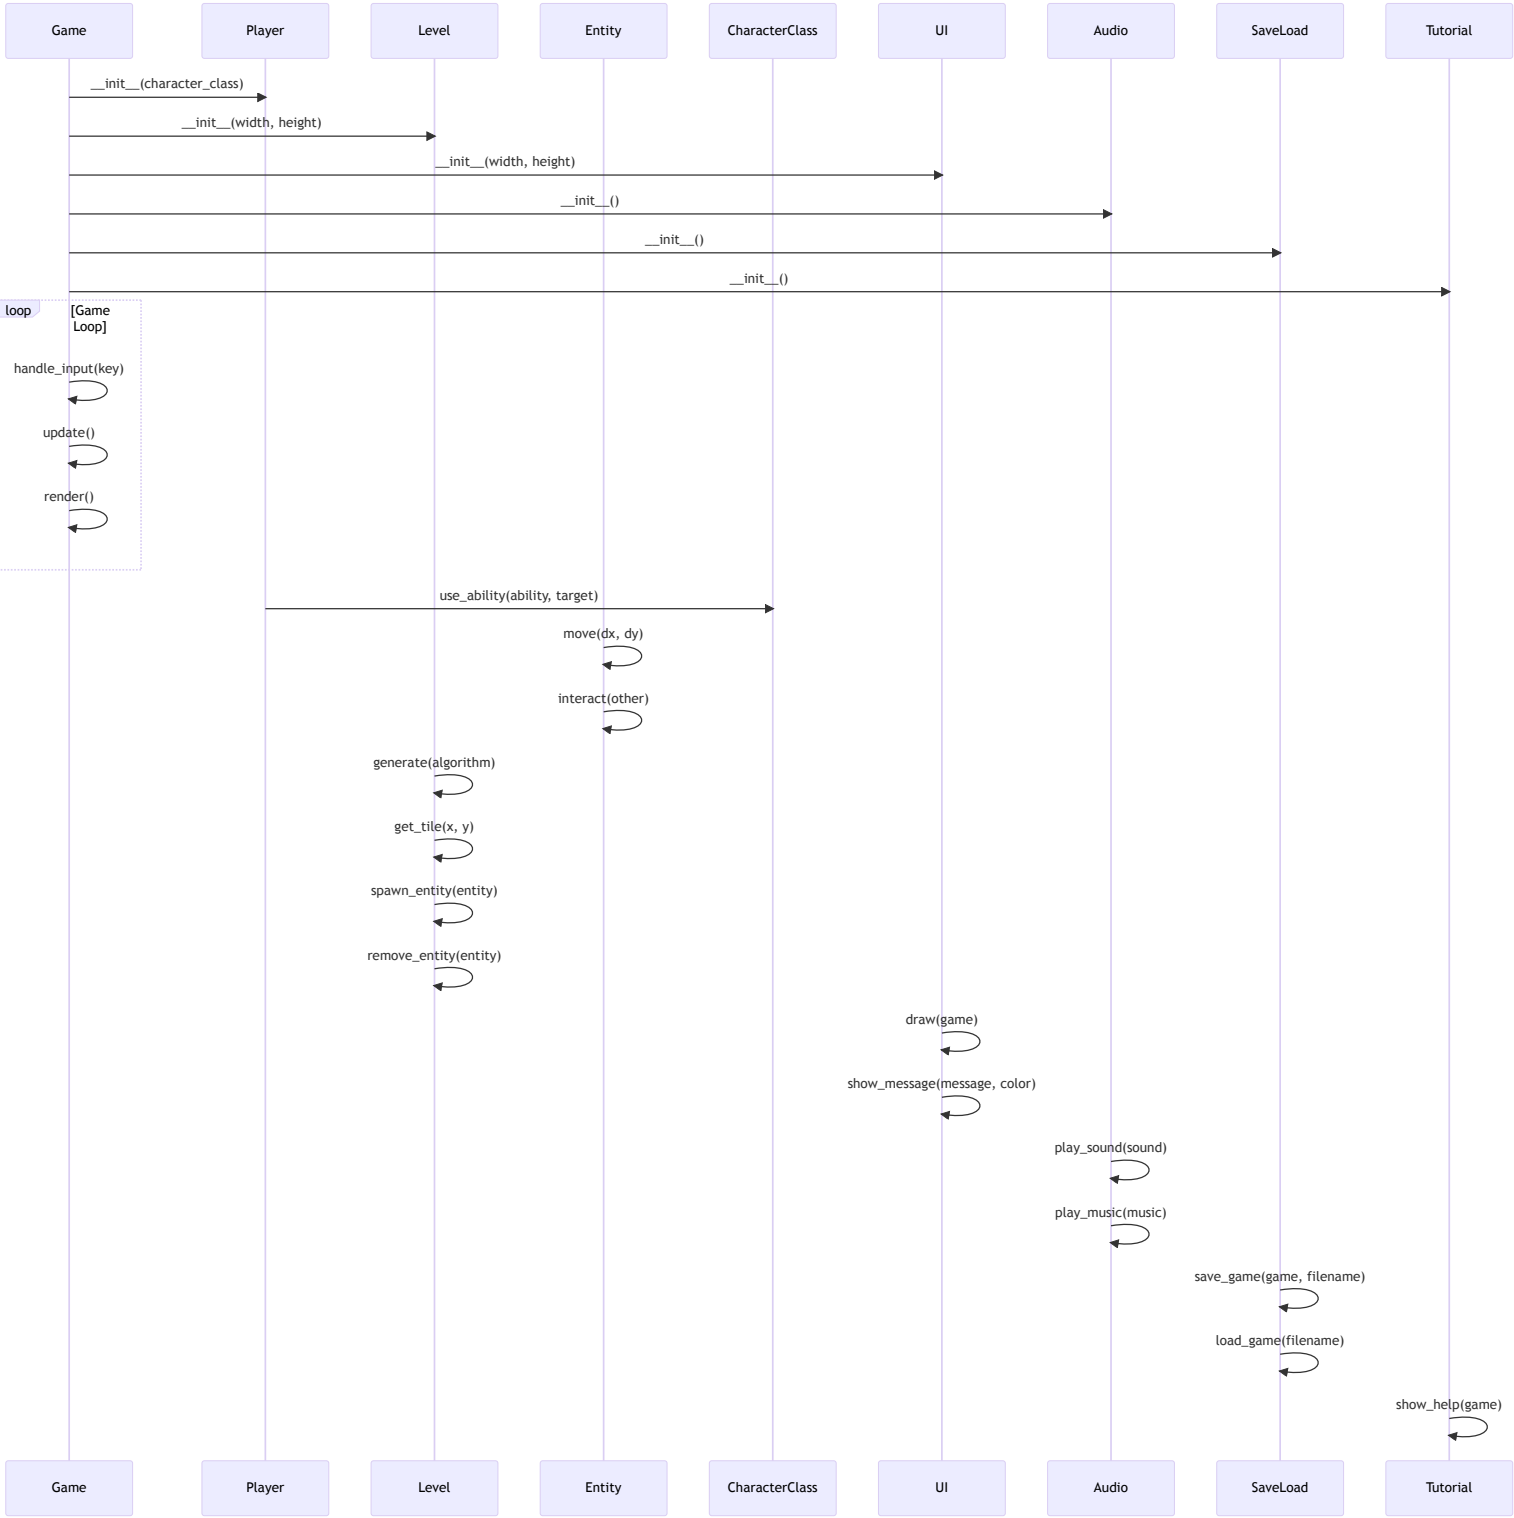 Game
Player
Level
Entity
CharacterClass
UI
Audio
SaveLoad
Tutorial
__init__(character_class)
__init__(width, height)
__init__(width, height)
__init__()
__init__()
__init__()
loop
[Game
Loop]
handle_input(key)
update()
render()
use_ability(ability, target)
move(dx, dy)
interact(other)
generate(algorithm)
get_tile(x, y)
spawn_entity(entity)
remove_entity(entity)
draw(game)
show_message(message, color)
play_sound(sound)
play_music(music)
save_game(game, filename)
load_game(filename)
show_help(game)
Game
Player
Level
Entity
CharacterClass
UI
Audio
SaveLoad
Tutorial